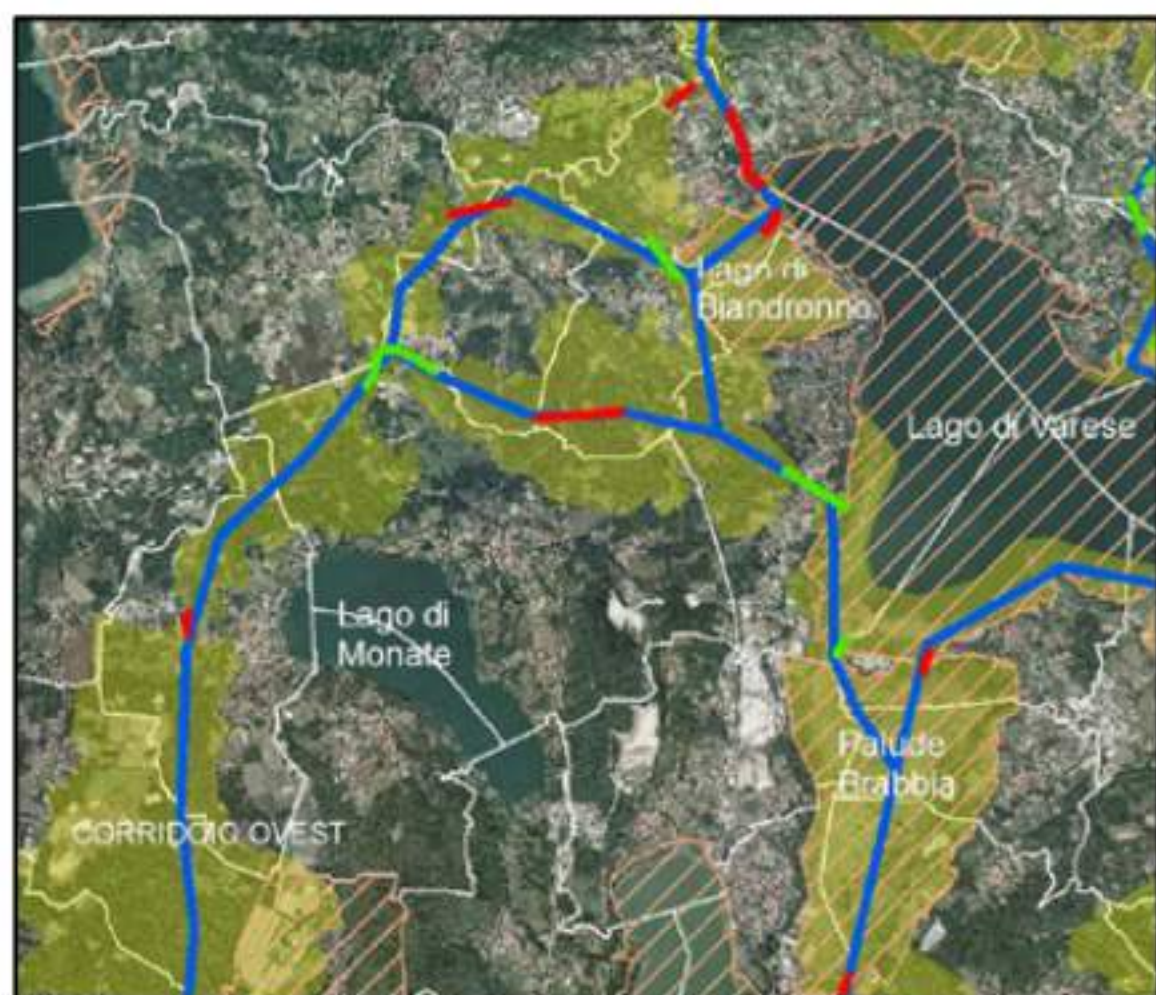 Lago di
Biandronno
Lago di Varese
Lago di
Monate
Palude
Brabbia
CORRIDOIO OVEST